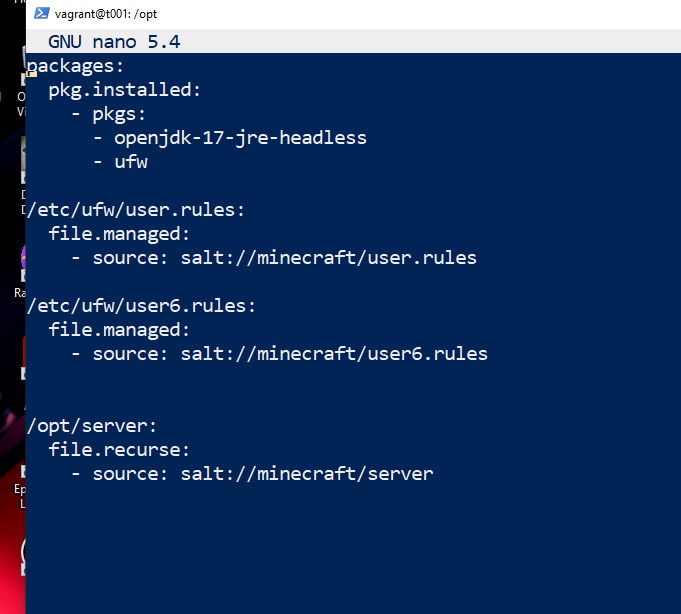 vagrant@t001: /opt
GNU nano 5.4
packages:
  pkg.installed:
    - pkgs:
      - openjdk-17-jre-headless
      - ufw

/etc/ufw/user.rules:
  file.managed:
    - source: salt://minecraft/user.rules

/etc/ufw/user6.rules:
  file.managed:
    - source: salt://minecraft/user6.rules


/opt/server:
  file.recurse:
    - source: salt://minecraft/server